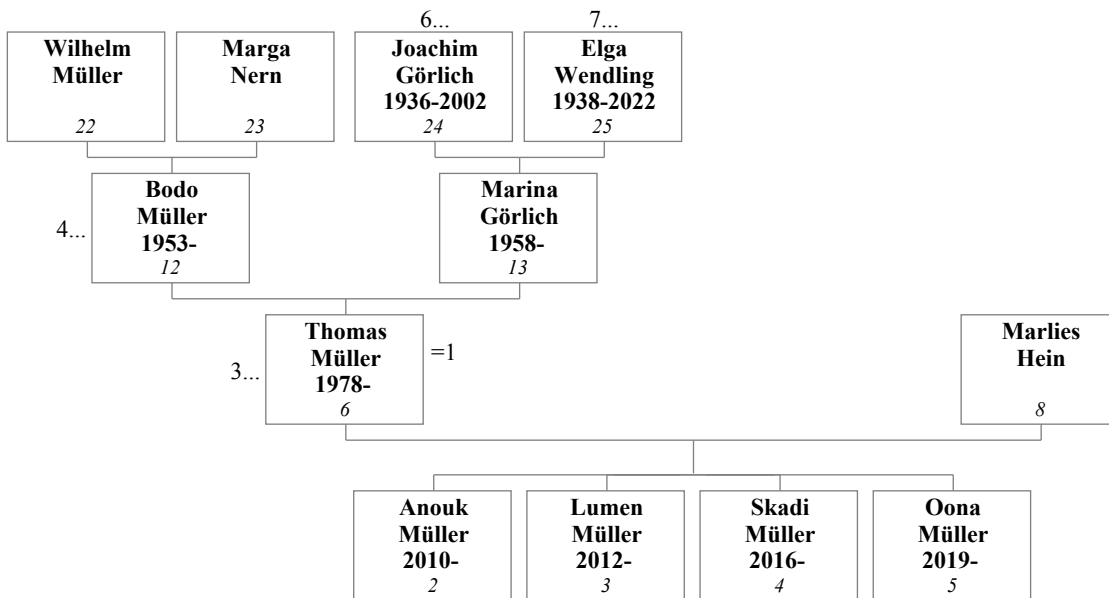 6...
7...
Wilhelm
Müller
22
Marga
Nern
23
Joachim
Görlich
1936-2002
24
Elga
Wendling
1938-2022
25
4...
Bodo
Müller
1953-
12
Marina
Görlich
1958-
13
3...
Thomas
Müller
1978-
6
=1
Marlies
Hein
8
Anouk
Müller
2010-
2
Lumen
Müller
2012-
3
Skadi
Müller
2016-
4
Oona
Müller
2019-
5